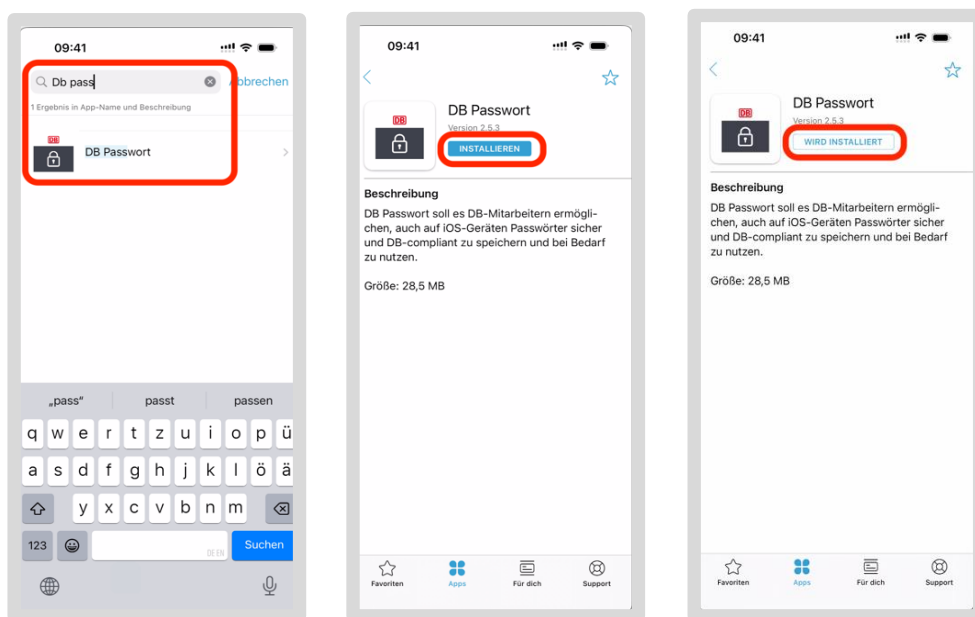 09:41
Db pass
Abbrechen
1 Ergebnis in App-Name und Beschreibung
DB
DB Passwort
„pass“ passt passen
q w e r t z u i o p ü
a s d f g h j k l ö ä
y x c v b n m
123
DE EN
Suchen
09:41
DB
DB Passwort
Version 2.5.3
INSTALLIEREN
Beschreibung
DB Passwort soll es DB-Mitarbeitern ermögli-
chen, auch auf iOS-Geräten Passwörter sicher
und DB-compliant zu speichern und bei Bedarf
zu nutzen.
Größe: 28,5 MB
Favoriten Apps Für dich Support
09:41
DB
DB Passwort
Version 2.5.3
WIRD INSTALLIERT
Beschreibung
DB Passwort soll es DB-Mitarbeitern ermögli-
chen, auch auf iOS-Geräten Passwörter sicher
und DB-compliant zu speichern und bei Bedarf
zu nutzen.
Größe: 28,5 MB
Favoriten Apps Für dich Support